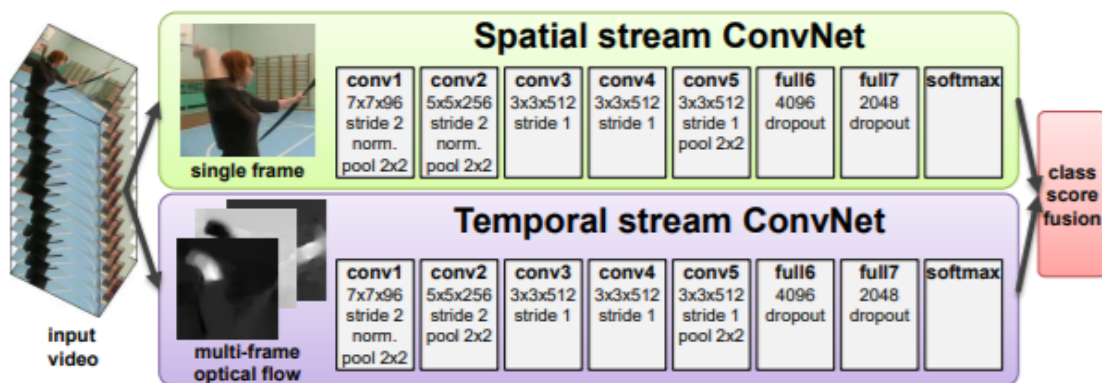 Spatial stream ConvNet
single frame
conv1
7x7x96
stride 2
norm.
pool 2x2
conv2
5x5x256
stride 2
norm.
pool 2x2
conv3
3x3x512
stride 1
conv4
3x3x512
stride 1
conv5
3x3x512
stride 1
pool 2x2
full6
4096
dropout
full7
2048
dropout
softmax
input
video
Temporal stream ConvNet
multi-frame
optical flow
conv1
7x7x96
stride 2
norm.
pool 2x2
conv2
5x5x256
stride 2
pool 2x2
conv3
3x3x512
stride 1
conv4
3x3x512
stride 1
conv5
3x3x512
stride 1
pool 2x2
full6
4096
dropout
full7
2048
dropout
softmax
class
score
fusion